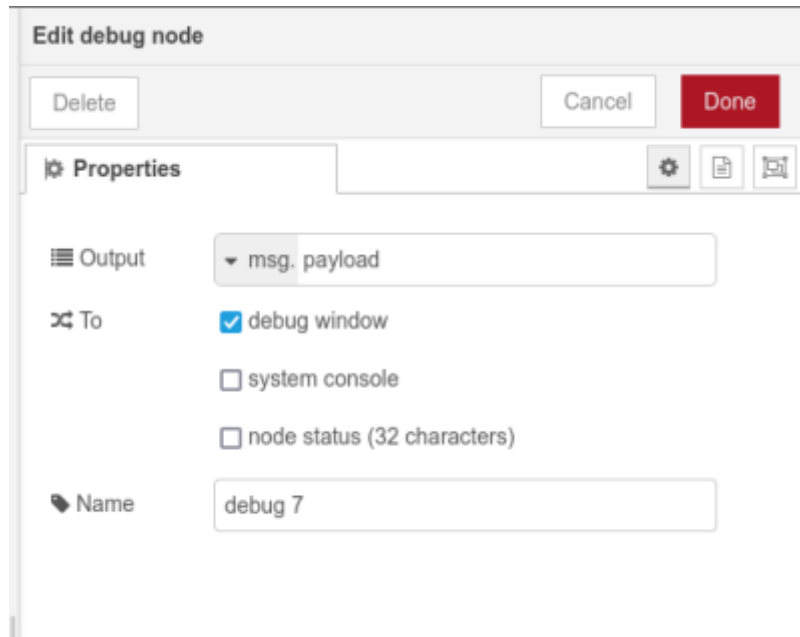 Edit debug node
Delete Cancel Done
Properties
Output msg. payload
To debug window
system console
node status (32 characters)
Name debug 7